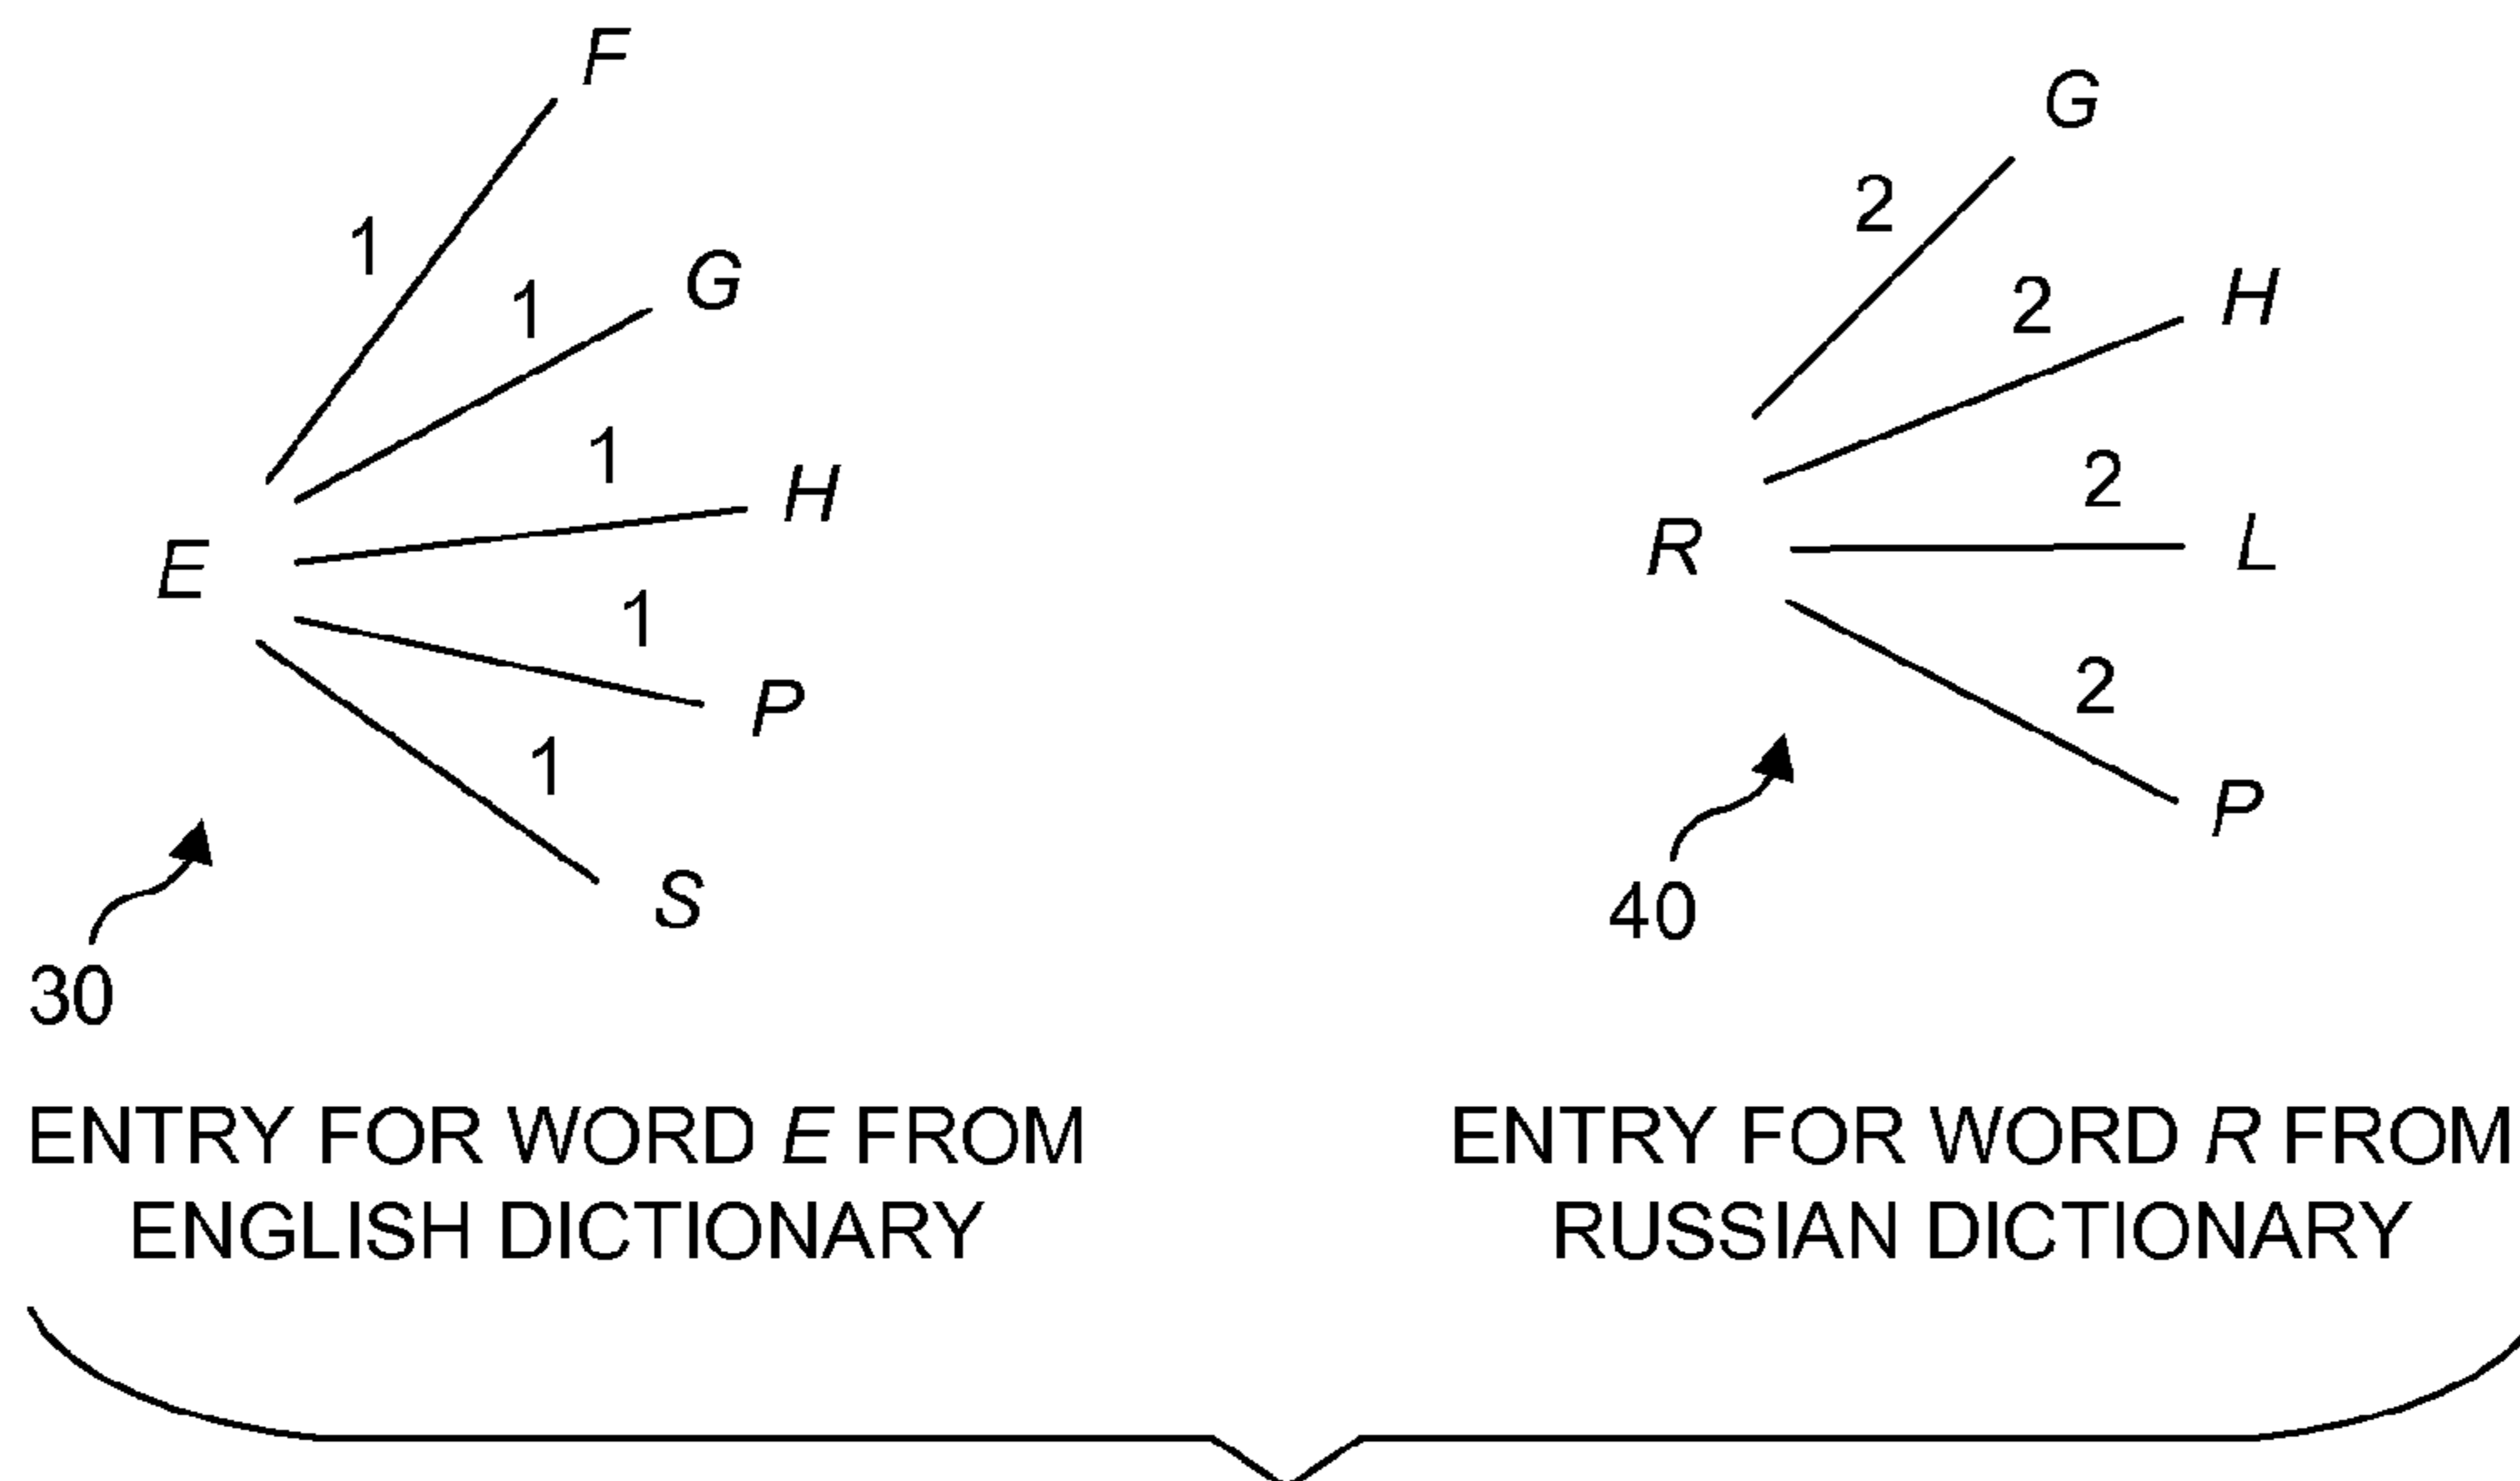 F
1
G
1
H
1
E
P
1
S
1
30
ENTRY FOR WORD E FROM
ENGLISH DICTIONARY
G
2
H
2
L
2
R
P
2
40
ENTRY FOR WORD R FROM
RUSSIAN DICTIONARY